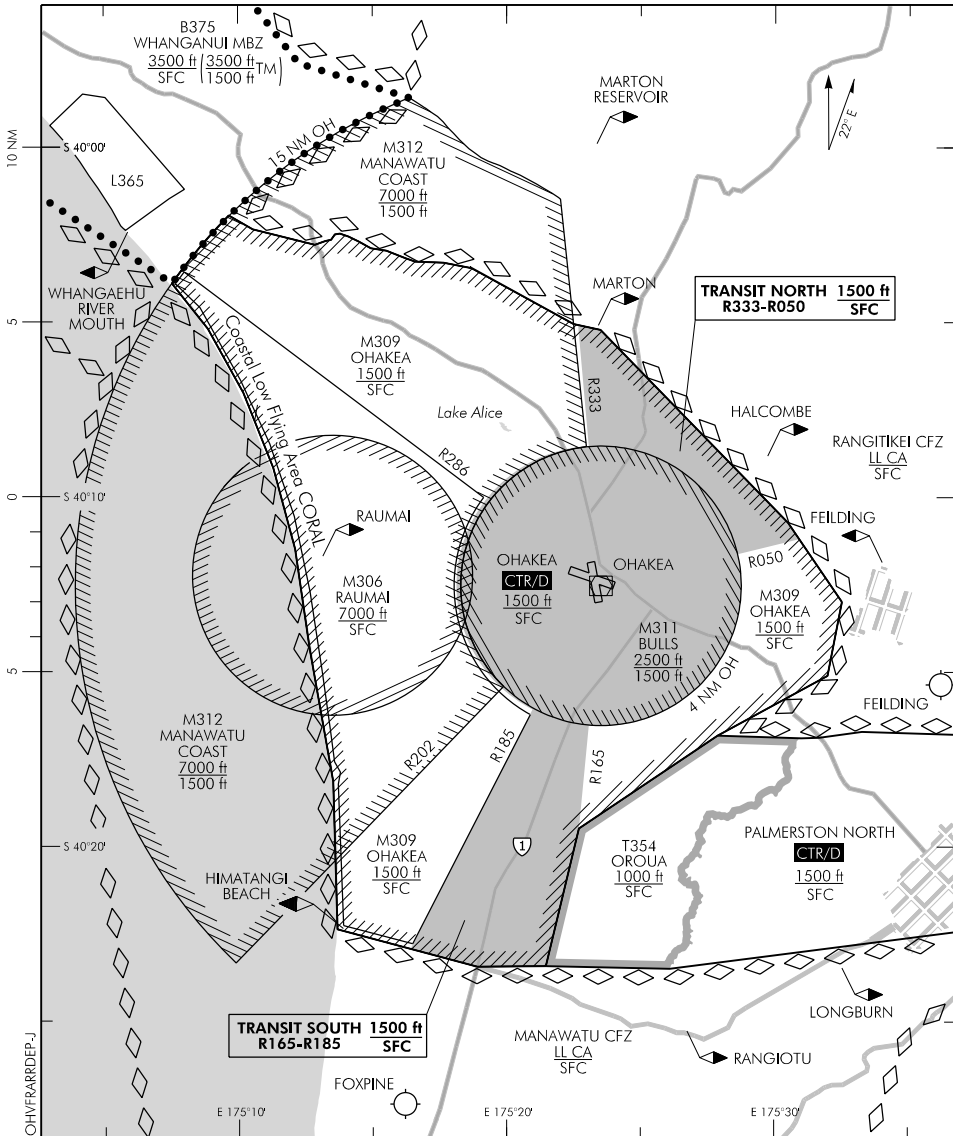 B375
WHANGANUI MBZ
3500 ft (3500 ft TM)
SFC 1500 ft
MARTON
RESERVOIR
22° E
10 NM
S 40°00'
15 NM OH
L365
M312
MANAWATU
COAST
7000 ft
1500 ft
WHANGAEHU
RIVER
MOUTH
MARTON
TRANSIT NORTH 1500 ft
R333-R050 SFC
5
Coastal Low Flying Area CORAL
M309
OHAKEA
1500 ft
SFC
R333
Lake Alice
HALCOMBE
RANGITIKEI CFZ
LL CA
SFC
R286
0
S 40°10'
RAUMAI
FEILDING
OHAKEA
CTR/D
1500 ft
SFC
OHAKEA
R050
M306
RAUMAI
7000 ft
SFC
M309
OHAKEA
1500 ft
SFC
M311
BULLS
2500 ft
1500 ft
4 NM OH
5
FEILDING
M312
MANAWATU
COAST
7000 ft
1500 ft
R202
R185
R165
S 40°20'
M309
OHAKEA
1500 ft
SFC
1
T354
OROUA
1000 ft
SFC
PALMERSTON NORTH
CTR/D
1500 ft
SFC
HIMATANGI
BEACH
LONGBURN
TRANSIT SOUTH 1500 ft
R165-R185 SFC
MANAWATU CFZ
LL CA
SFC
RANGIOTU
FOXPINE
E 175°10'
E 175°20'
E 175°30'
OHVFRARRDEP-J